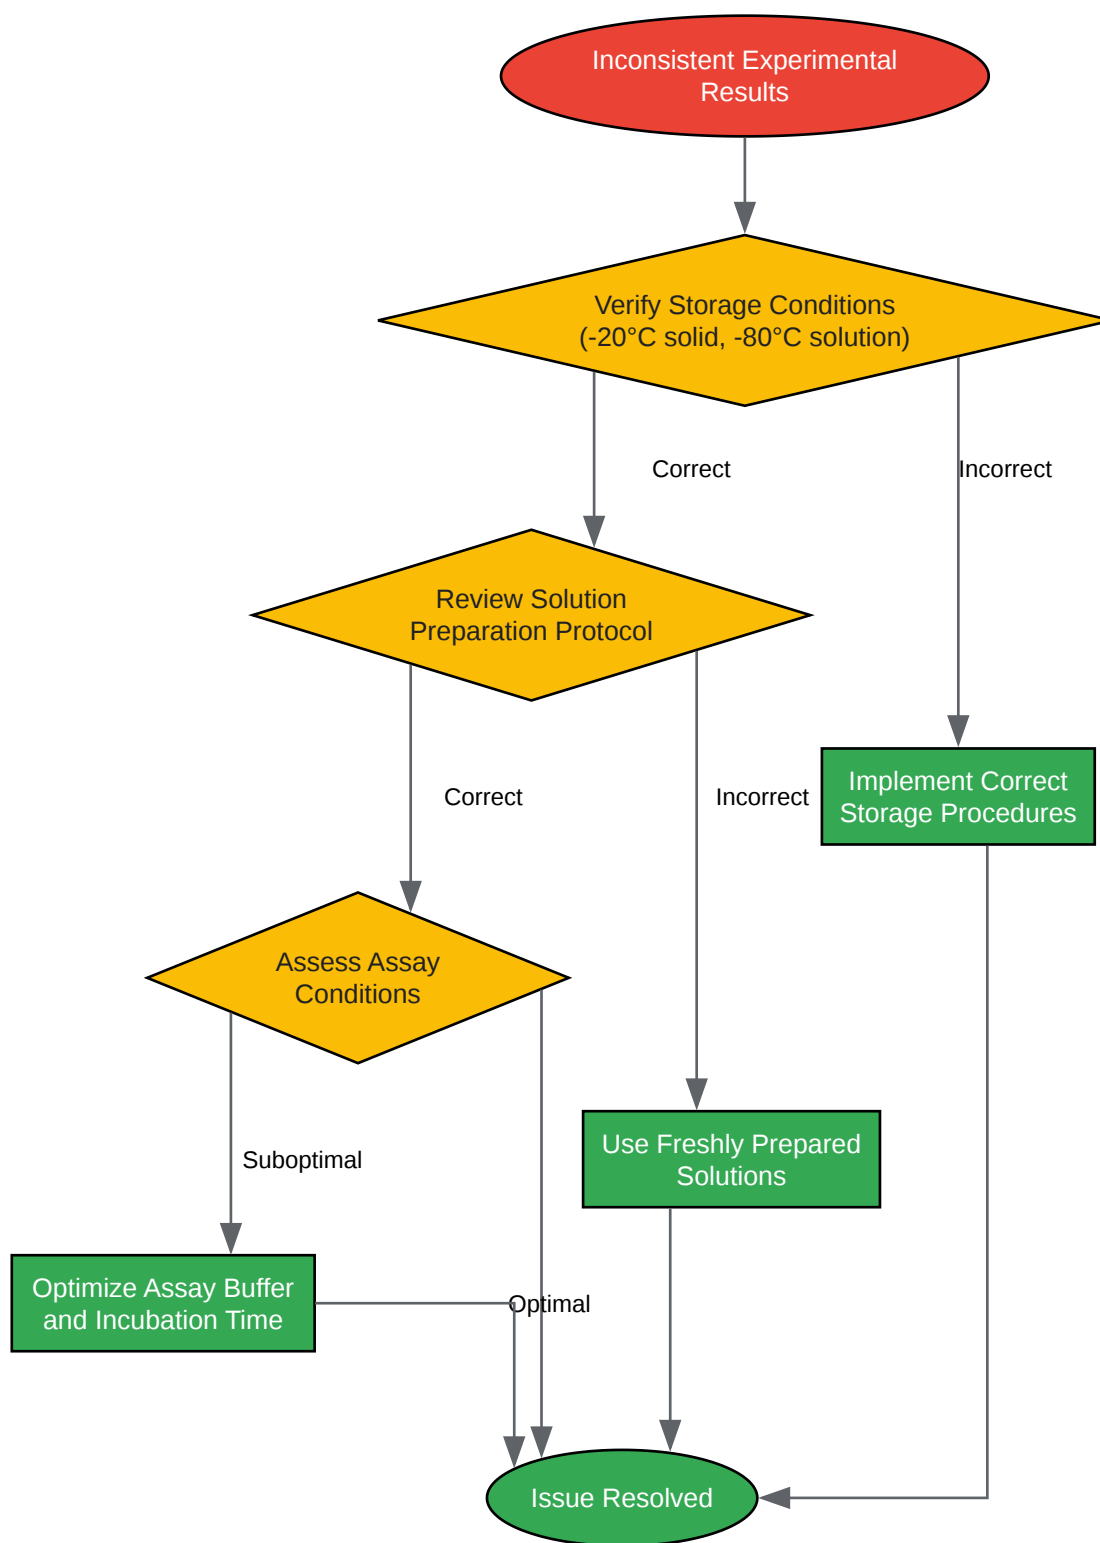 Inconsistent Experimental
Results
Verify Storage Conditions
(-20°C solid, -80°C solution)
Correct
Incorrect
Review Solution
Preparation Protocol
Implement Correct
Storage Procedures
Correct
Incorrect
Assess Assay
Conditions
Use Freshly Prepared
Solutions
Suboptimal
Optimize Assay Buffer
and Incubation Time
Optimal
Issue Resolved